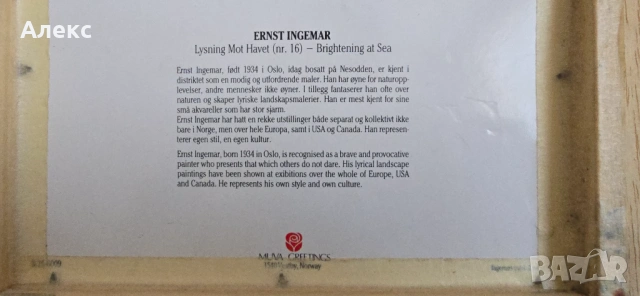 Алекс
ERNST INGEMAR
Lysning Mot Havet (nr. 16) – Brightening at Sea
Ernst Ingemar, født 1934 i Oslo, idag bosatt på Nesodden, er kjent i
distriktet som en modig og utfordrende maler. Han har øyne for naturopp-
levelser, andre mennesker ikke øyner. I tillegg fantaserer han ofte over
naturen og skaper lyriske landskapsmalerier. Han er mest kjent for sine
små akvareller som har stor sjarm.
Ernst Ingemar har hatt en rekke utstillinger både separat og kollektivt ikke
bare i Norge, men over hele Europa, samt i USA og Canada. Han represen-
terer egen stil, en egen kultur.
Ernst Ingemar, born 1934 in Oslo, is recognised as a brave and provocative
painter who presents that which others do not dare. His lyrical landscape
paintings have been shown at exibitions over the whole of Europe, USA
and Canada. He represents his own style and own culture.
MUVA GREETINGS
Norway
BAZAR